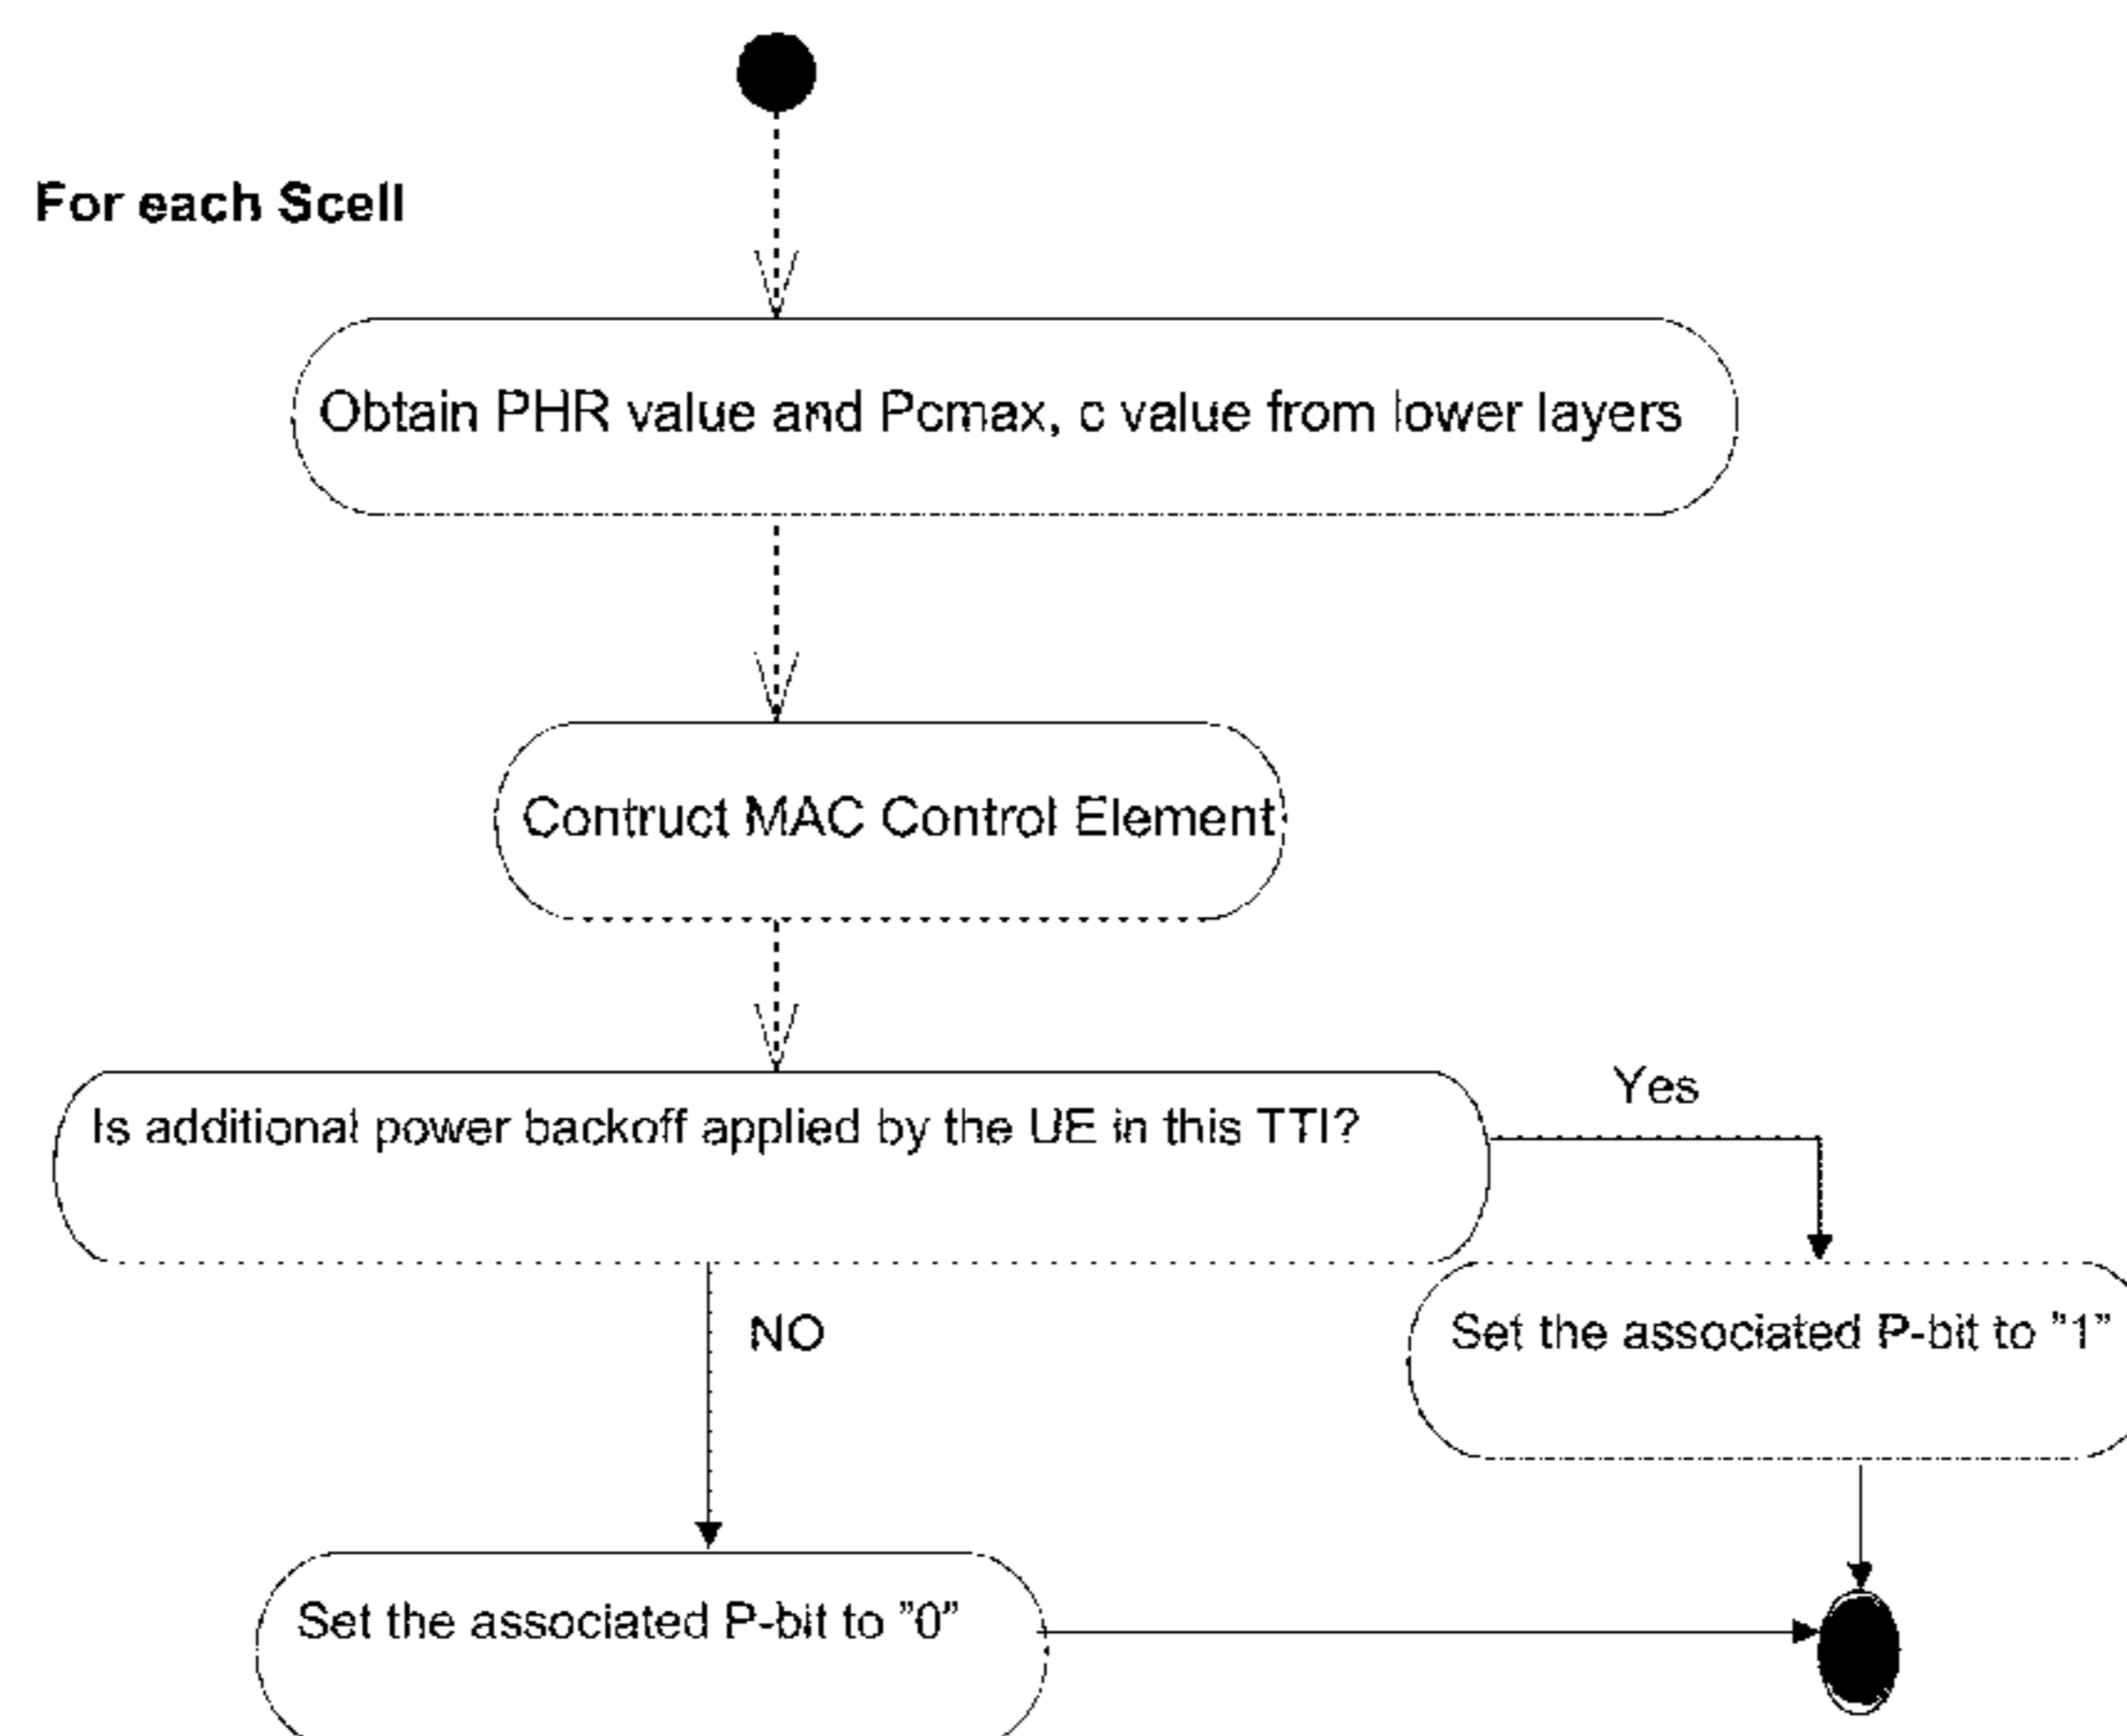 For each Scell
Obtain PHR value and Pcmax, c value from lower layers
Contruct MAC Control Element
Is additional power backoff applied by the UE in this TTI?
Yes
NO
Set the associated P-bit to ”1”
Set the associated P-bit to ”0”